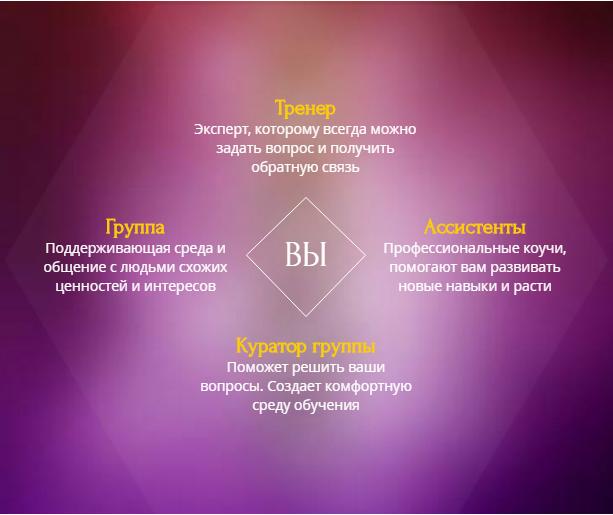 Тренер
Эксперт, которому всегда можно
задать вопрос и получить
обратную связь
Группа
Поддерживающая среда и
общение с людьми схожих
ценностей и интересов
ВЫ
Ассистенты
Профессиональные коучи,
помогают вам развивать
новые навыки и расти
Куратор группы
Поможет решить ваши
вопросы. Создает комфортную
среду обучения